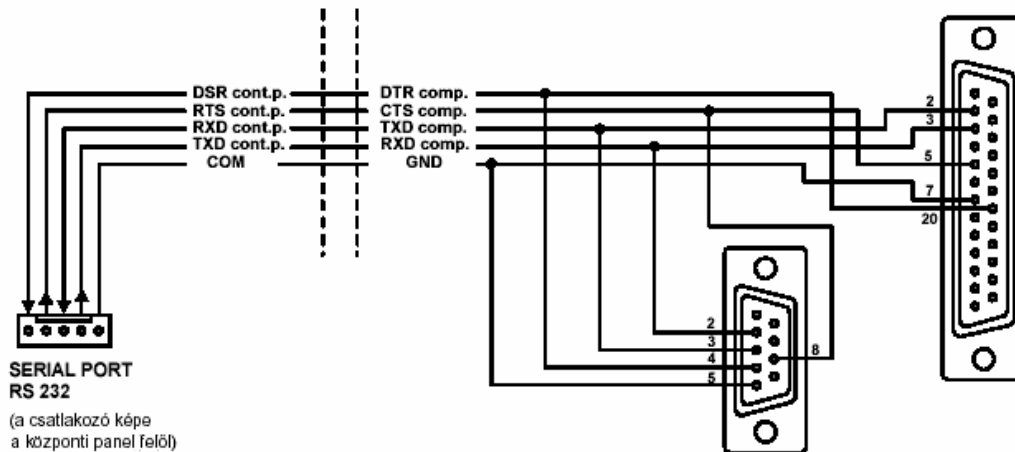 DSR cont.p. DTR comp.
RTS cont.p. CTS comp.
RXD cont.p. TXD comp.
TXD cont.p. RXD comp.
COM GND
2
3
5
7
20
2
3
4
5
8
SERIAL PORT
RS 232
(a csatlakozó képe
a központi panel felől)